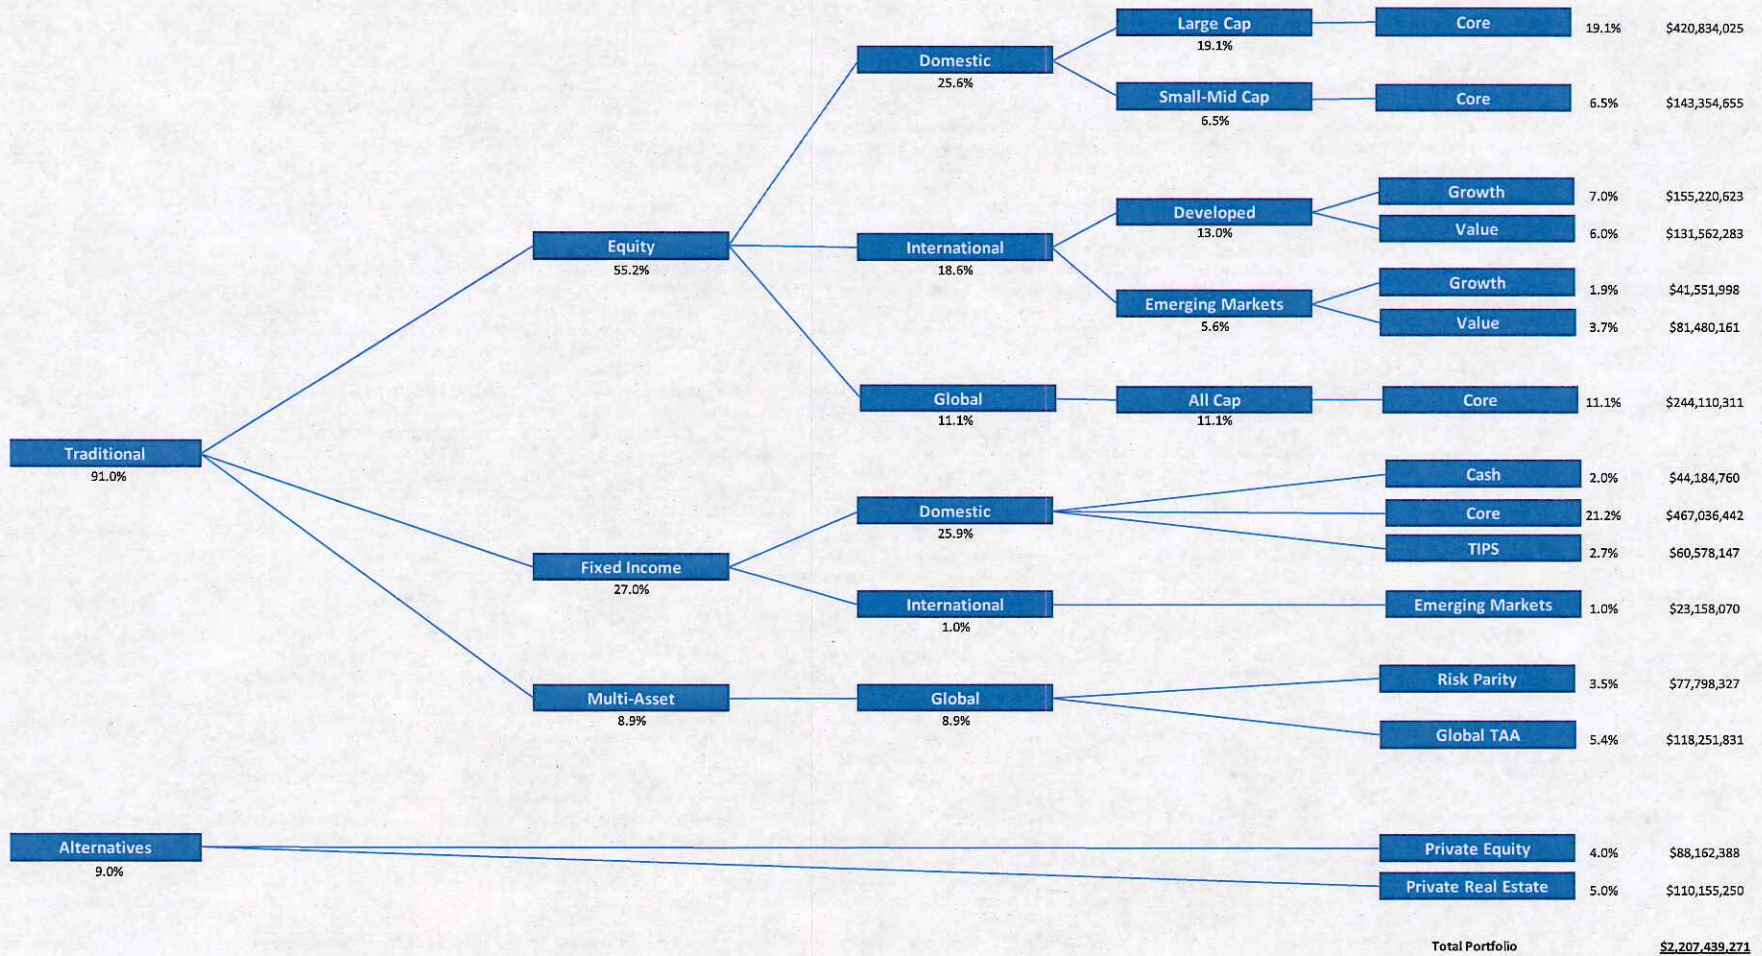 Large Cap
19.1%
Core 19.1% $420,834,025
Domestic
25.6%
Small-Mid Cap
6.5%
Core 6.5% $143,354,655
Growth 7.0% $155,220,623
Developed
13.0%
Value 6.0% $131,562,283
Equity
55.2%
International
18.6%
Growth 1.9% $41,551,998
Emerging Markets
5.6%
Value 3.7% $81,480,161
Global
11.1%
All Cap
11.1%
Core 11.1% $244,110,311
Traditional
91.0%
Cash 2.0% $44,184,760
Domestic
25.9%
Core 21.2% $467,036,442
TIPS 2.7% $60,578,147
Fixed Income
27.0%
International
1.0%
Emerging Markets 1.0% $23,158,070
Risk Parity 3.5% $77,798,327
Multi-Asset
8.9%
Global
8.9%
Global TAA 5.4% $118,251,831
Alternatives
9.0%
Private Equity 4.0% $88,162,388
Private Real Estate 5.0% $110,155,250
Total Portfolio $2,207,439,271